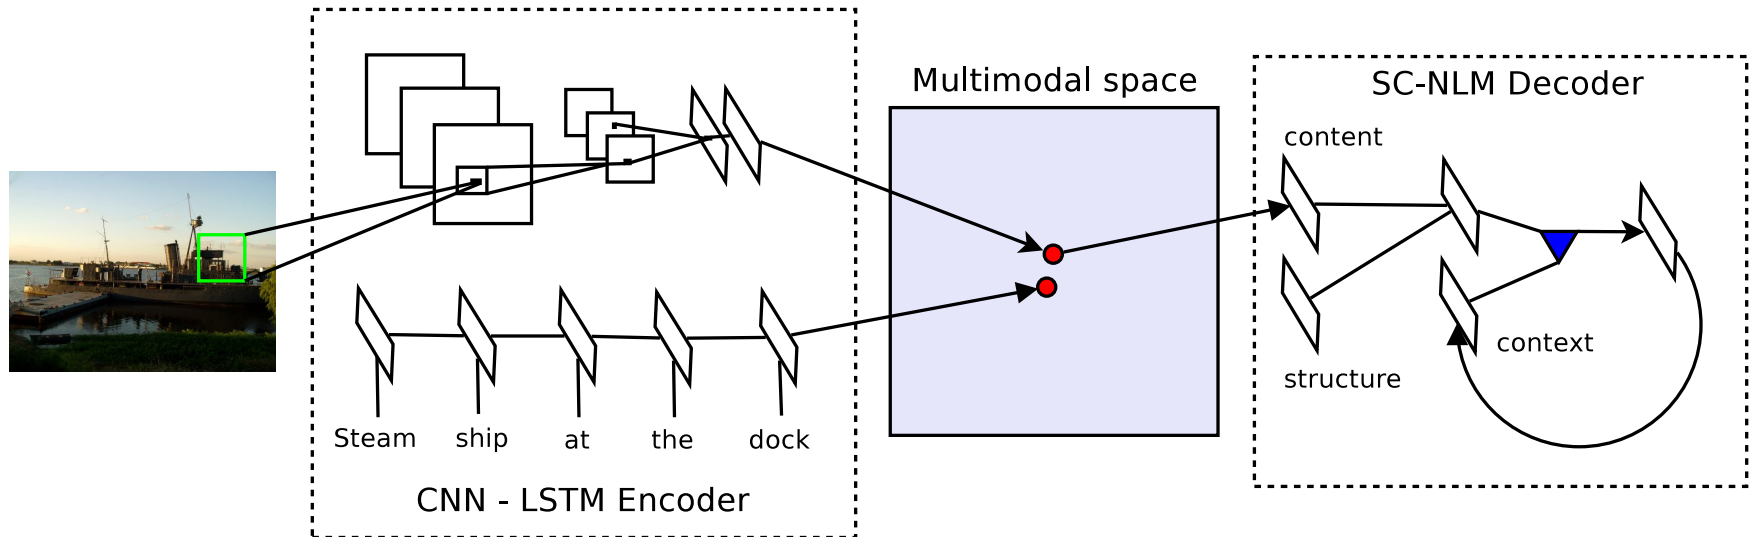 Steam ship at the dock
CNN - LSTM Encoder
Multimodal space
SC-NLM Decoder
content
structure
context